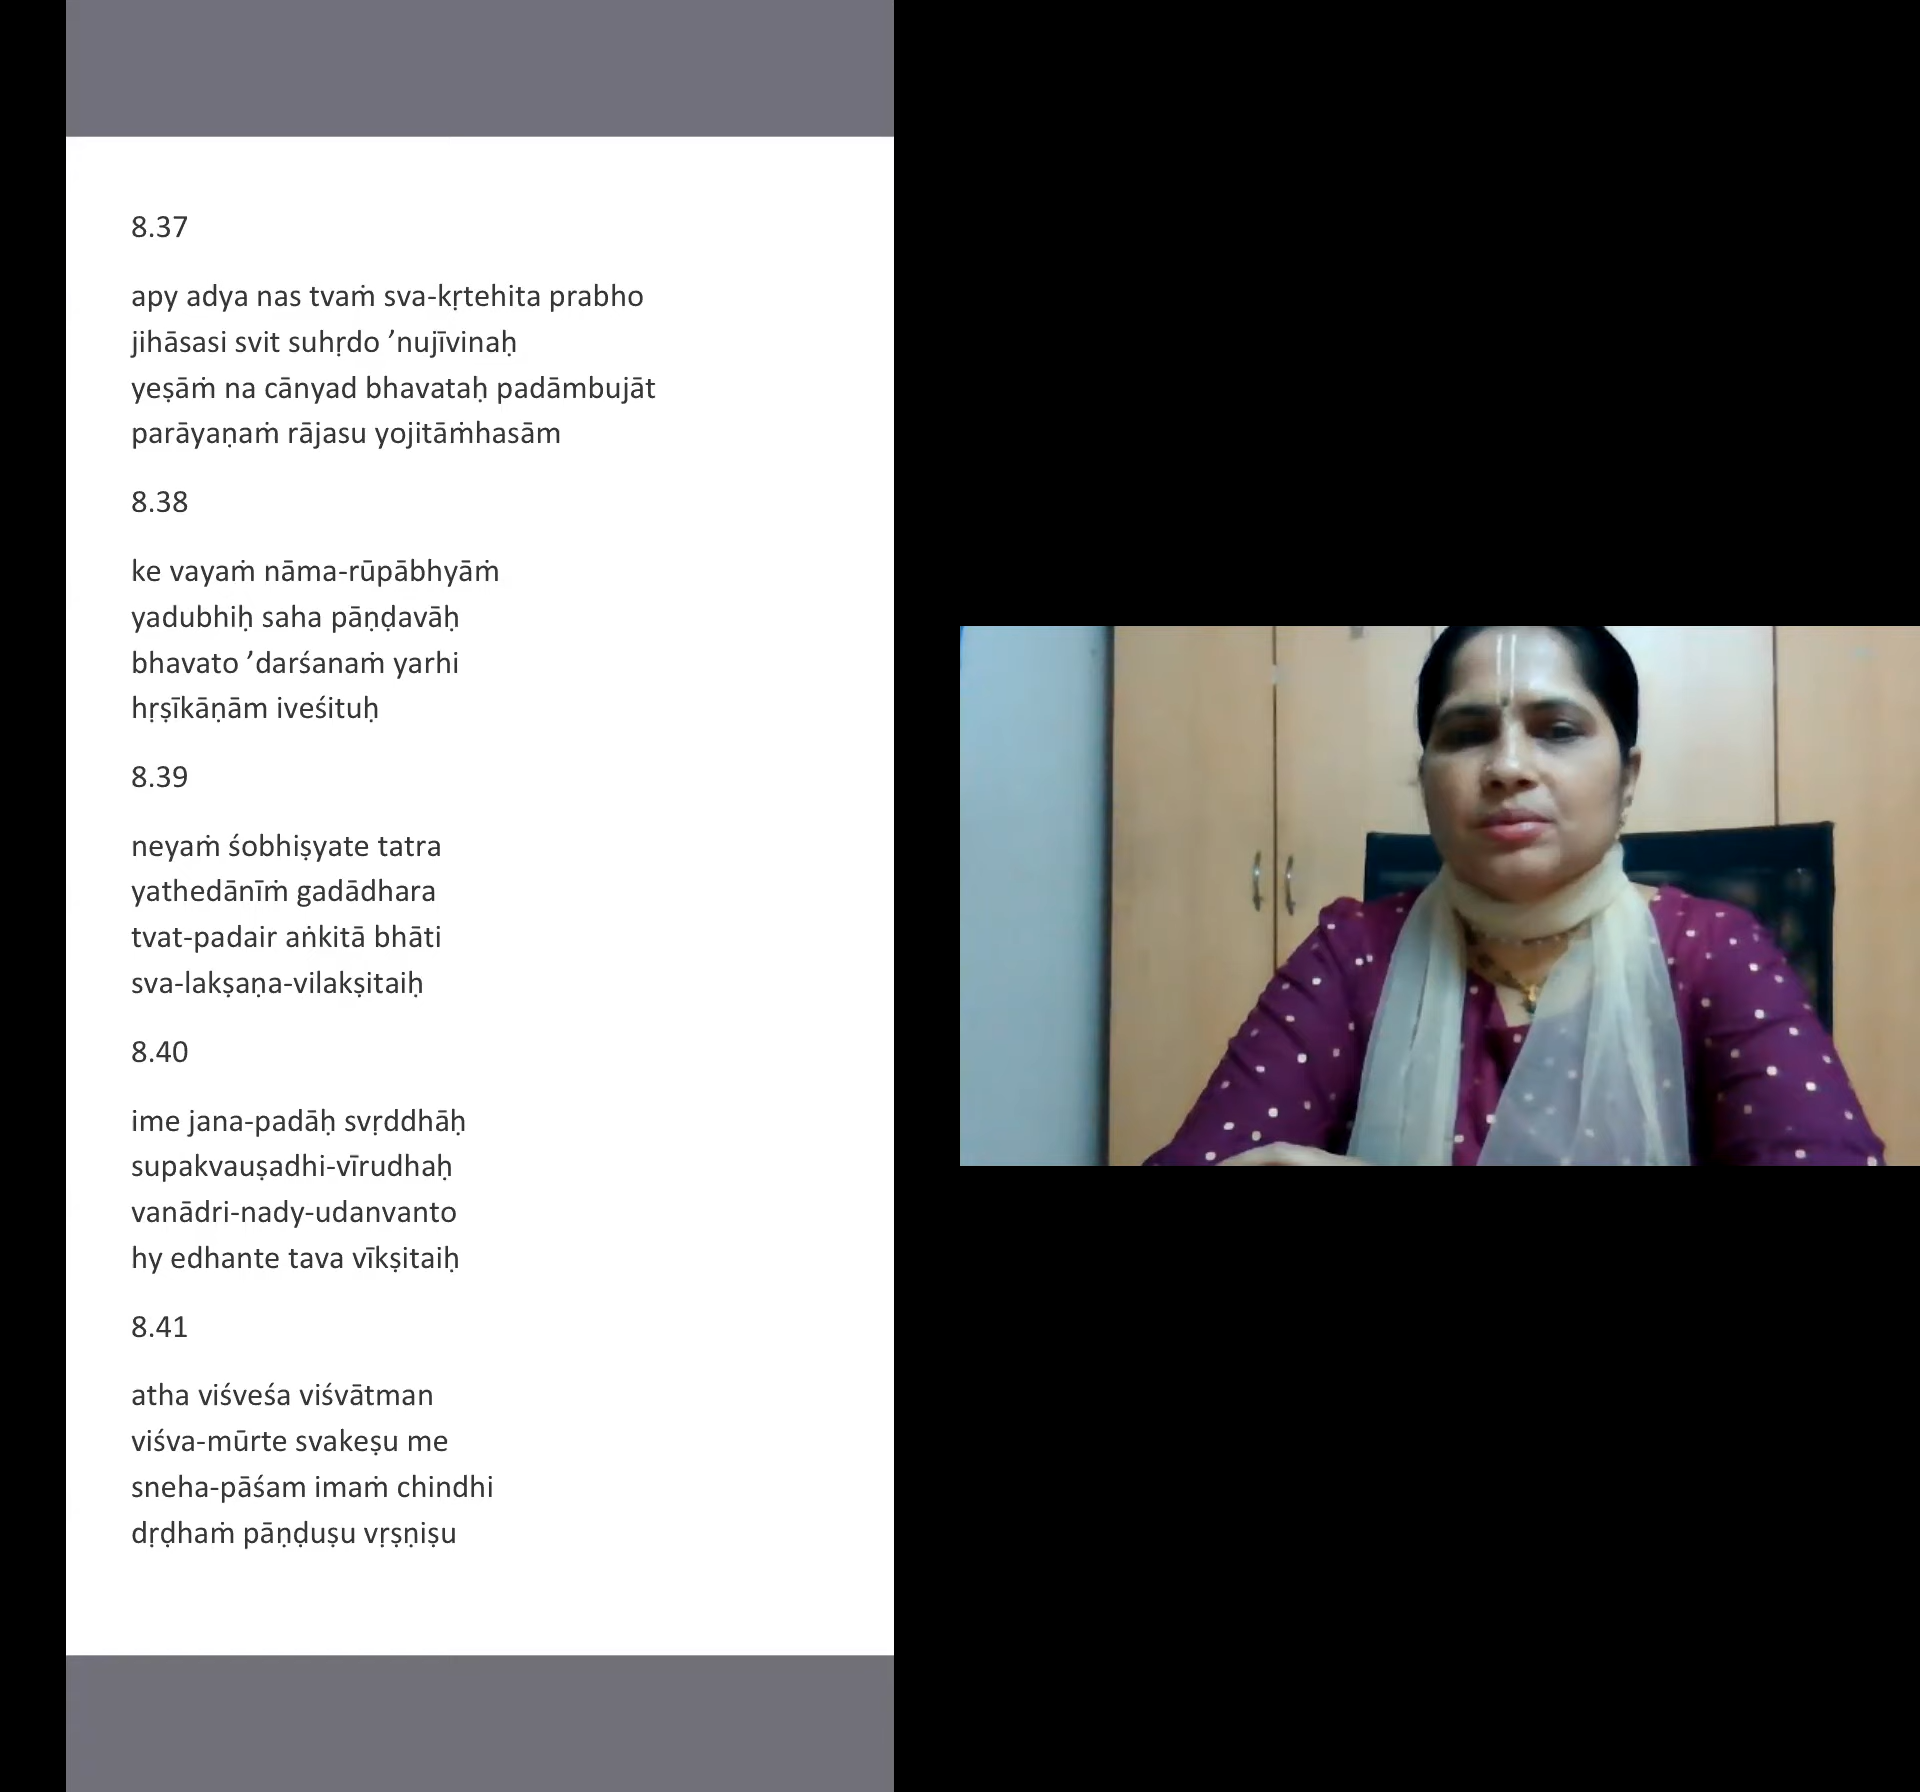 8.37
apy adya nas tvaṁ sva-kṛtehita prabho
jihāsasi svit suhṛdo ’nujīvinaḥ
yeṣāṁ na cānyad bhavataḥ padāmbujāt
parāyaṇaṁ rājasu yojitāṁhasām
8.38
ke vayaṁ nāma-rūpābhyāṁ
yadubhiḥ saha pāṇḍavāḥ
bhavato ’darśanaṁ yarhi
hṛṣīkāṇām iveśituḥ
8.39
neyaṁ śobhiṣyate tatra
yathedānīṁ gadādhara
tvat-padair aṅkitā bhāti
sva-lakṣaṇa-vilakṣitaiḥ
8.40
ime jana-padāḥ svṛddhāḥ
supakvauṣadhi-vīrudhaḥ
vanādri-nady-udanvanto
hy edhante tava vīkṣitaiḥ
8.41
atha viśveśa viśvātman
viśva-mūrte svakeṣu me
sneha-pāśam imaṁ chindhi
dṛḍhaṁ pāṇḍuṣu vṛṣṇiṣu